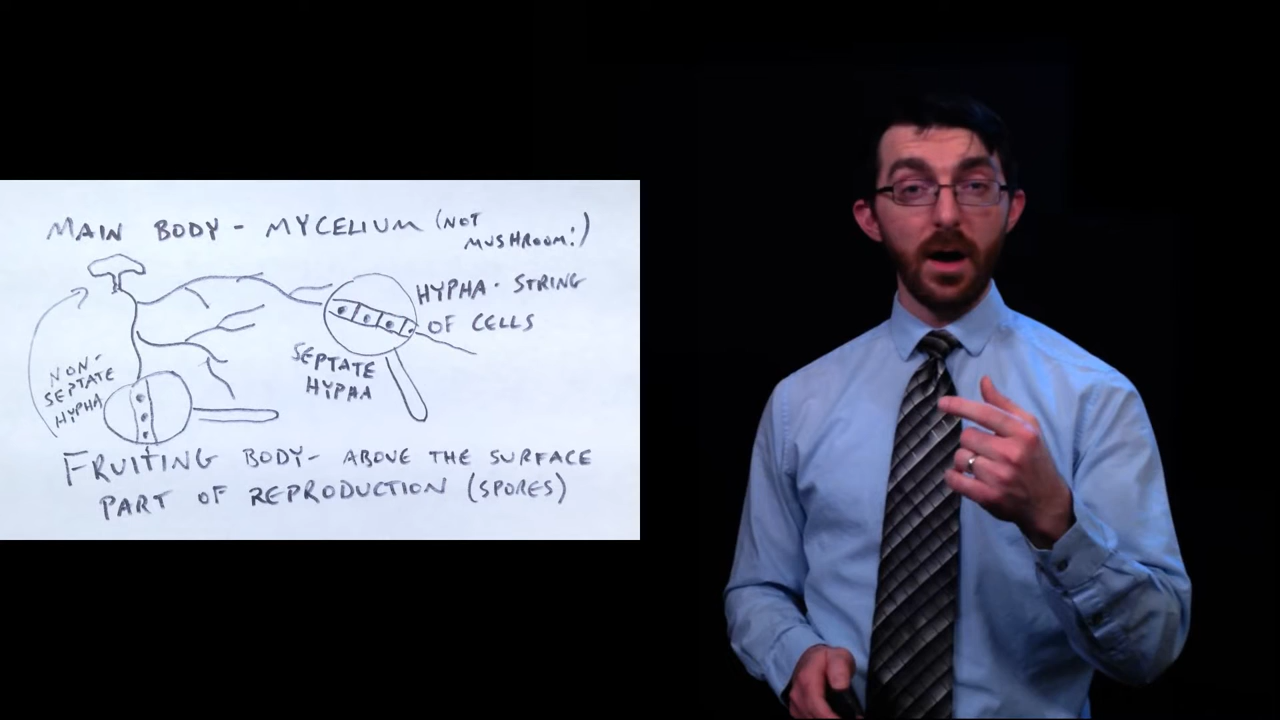 MAIN BODY - MYCELIUM (NOT
MUSHROOM!)
HYPHA - STRING
OF CELLS
SEPTATE
HYPHA
NON-
SEPTATE
HYPHA
FRUITING BODY - ABOVE THE SURFACE
PART OF REPRODUCTION (SPORES)